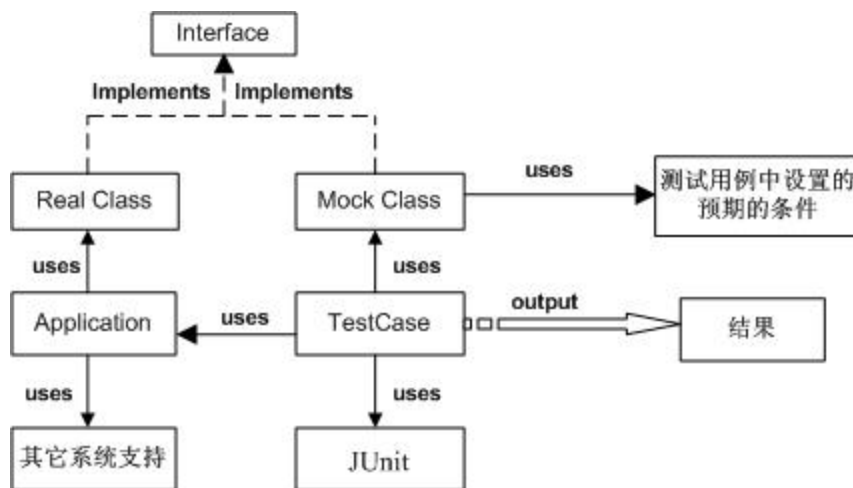 Interface
Implements
Implements
Real Class
Mock Class
uses
测试用例中设置的
预期的条件
uses
uses
Application
uses
TestCase
output
结果
uses
uses
其它系统支持
JUnit